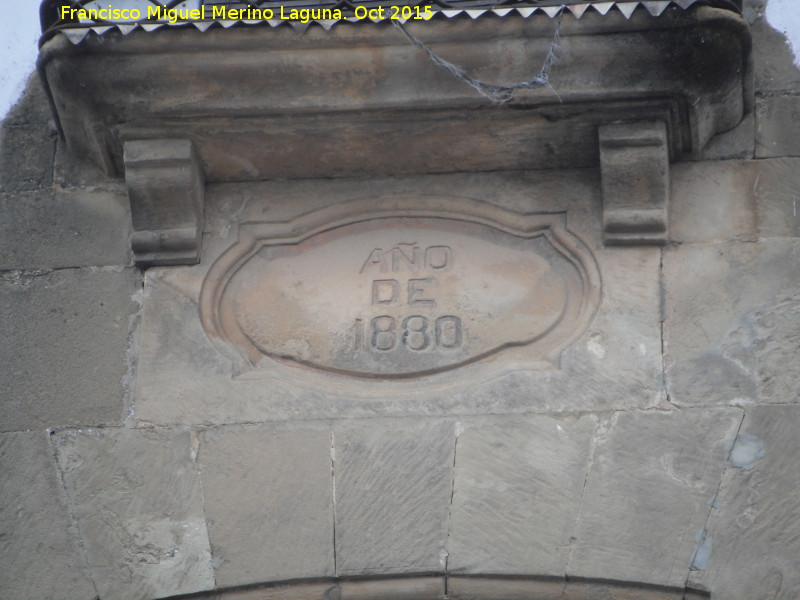 Francisco Miguel Merino Laguna. Oct 2015
AÑO
DE
1880